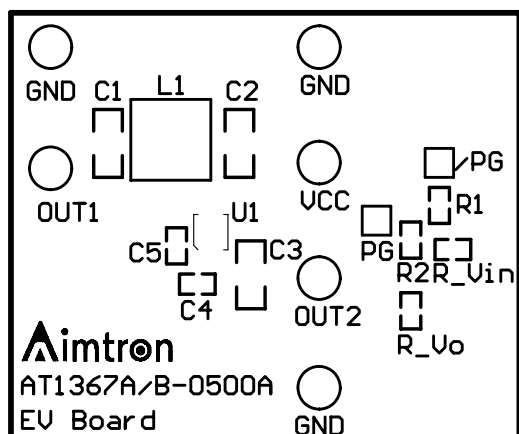 GND
GND
C1
L1
C2
OUT1
VCC
/PG
R1
U1
PG
C5
C3
R2
R_Vin
C4
OUT2
R_Vo
Aimtron
AT1367A/B-0500A
EV Board
GND